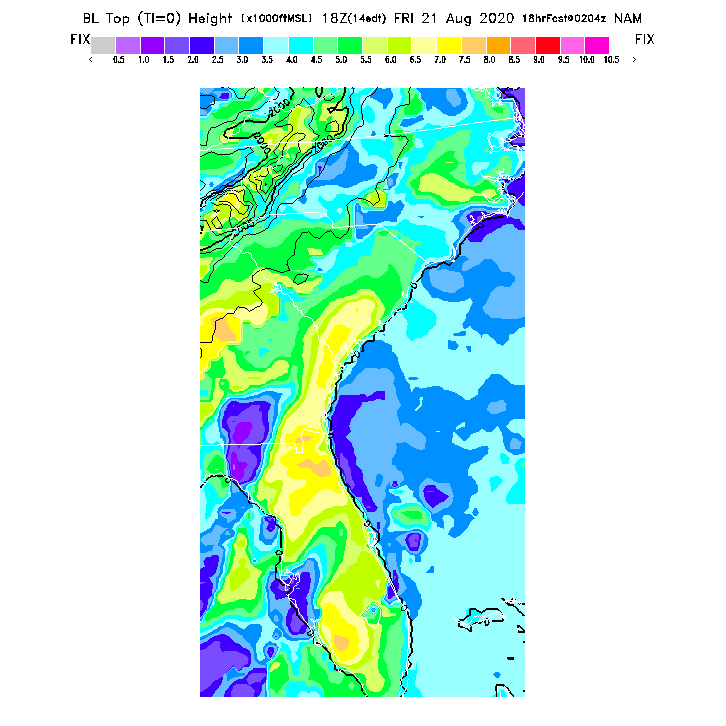 BL Top (TI=0) Height [x1000ftMSL] 18Z(14edt) FRI 21 Aug 2020 18hrFcst@0204z NAM
FIX FIX
< 0.5 1.0 1.5 2.0 2.5 3.0 3.5 4.0 4.5 5.0 5.5 6.0 6.5 7.0 7.5 8.0 8.5 9.0 9.5 10.0 10.5 >
2000
2000